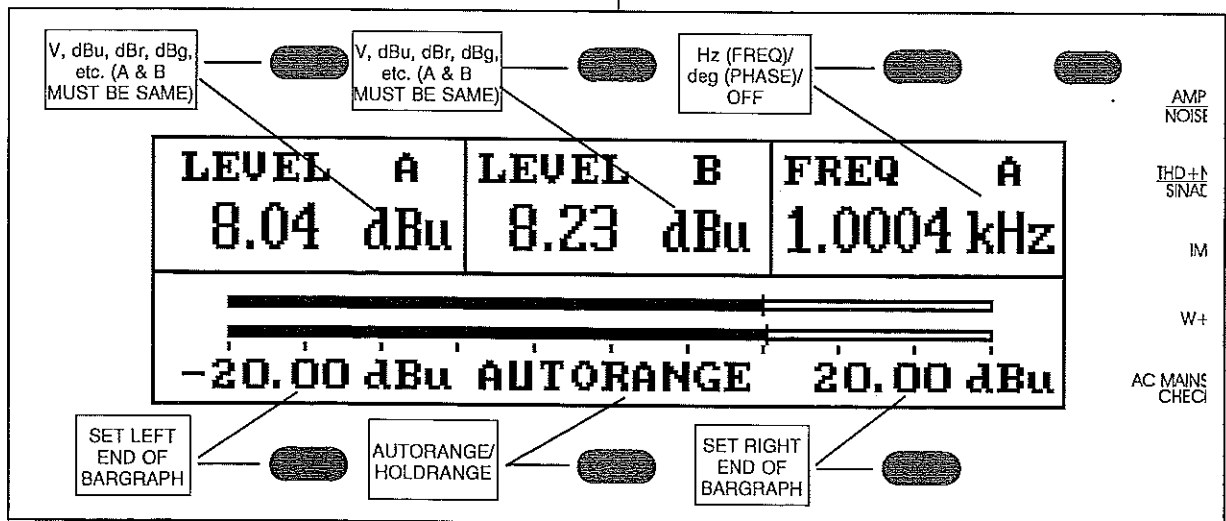 V, dBu, dBr, dBg,
etc. (A & B
MUST BE SAME)
V, dBu, dBr, dBg,
etc. (A & B
MUST BE SAME)
Hz (FREQ)/
deg (PHASE)/
OFF
AMP
NOISE
LEVEL A
8.04 dBu
LEVEL B
8.23 dBu
FREQ A
1.0004 kHz
THD+N
SINAD
IM
W+
-20.00 dBu AUTORANGE 20.00 dBu
AC MAINS
CHECK
SET LEFT
END OF
BARGRAPH
AUTORANGE/
HOLDRANGE
SET RIGHT
END OF
BARGRAPH